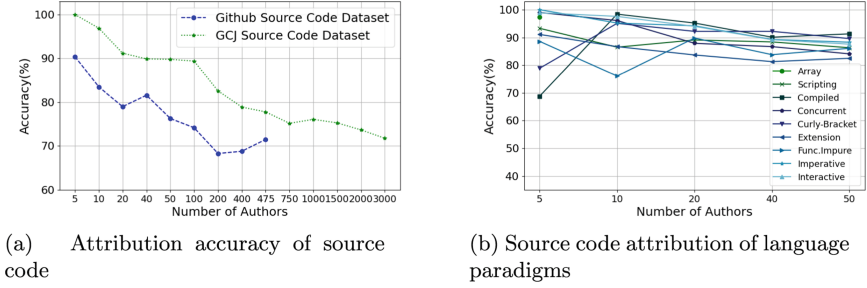 100
90
80
70
60
Accuracy(%)
Github Source Code Dataset
GCJ Source Code Dataset
5 10 20 40 50 100 200 400 475 750 1000 1500 2000 3000
Number of Authors
(a) Attribution accuracy of source
code
100
90
80
70
60
50
40
Accuracy(%)
Array
Scripting
Compiled
Concurrent
Curly-Bracket
Extension
Func.Impure
Imperative
Interactive
5 10 20 40 50
Number of Authors
(b) Source code attribution of language
paradigms